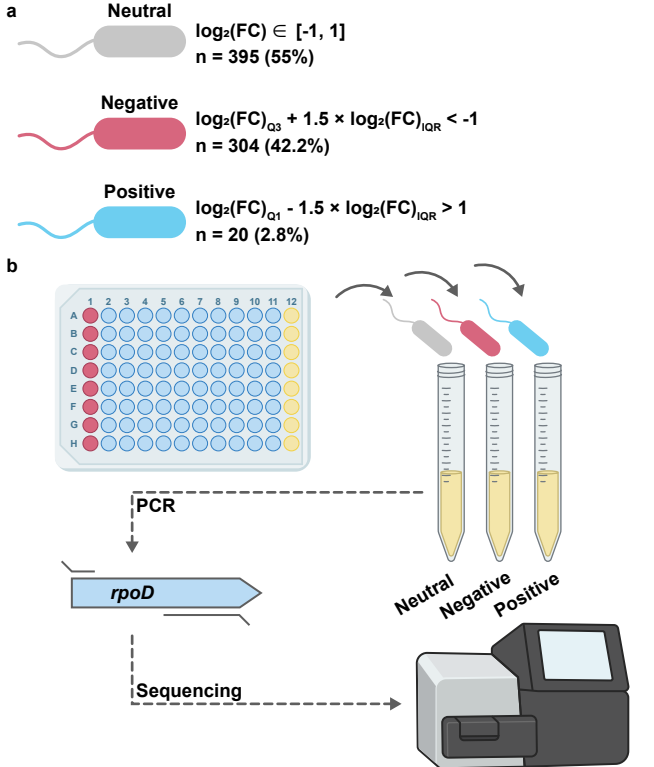 a
Neutral
log₂(FC) ∈ [-1, 1]
n = 395 (55%)
Negative
log₂(FC)Q3 + 1.5 × log₂(FC)IQR < -1
n = 304 (42.2%)
Positive
log₂(FC)Q1 - 1.5 × log₂(FC)IQR > 1
n = 20 (2.8%)
b
1 2 3 4 5 6 7 8 9 10 11 12
A
B
C
D
E
F
G
H
PCR
rpoD
Neutral
Negative
Positive
Sequencing